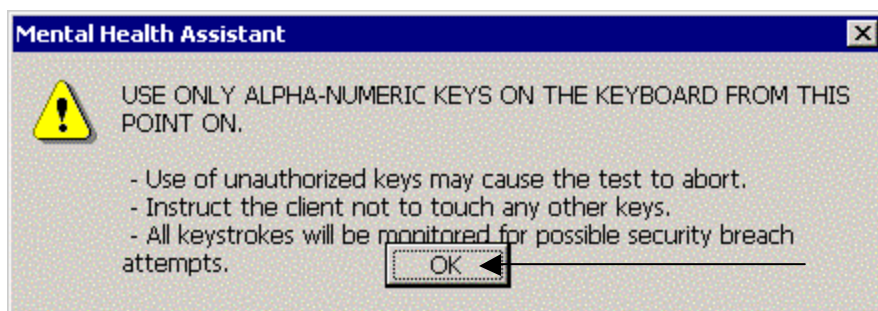 Mental Health Assistant
USE ONLY ALPHA-NUMERIC KEYS ON THE KEYBOARD FROM THIS
POINT ON.
- Use of unauthorized keys may cause the test to abort.
- Instruct the client not to touch any other keys.
- All keystrokes will be monitored for possible security breach
attempts.
OK